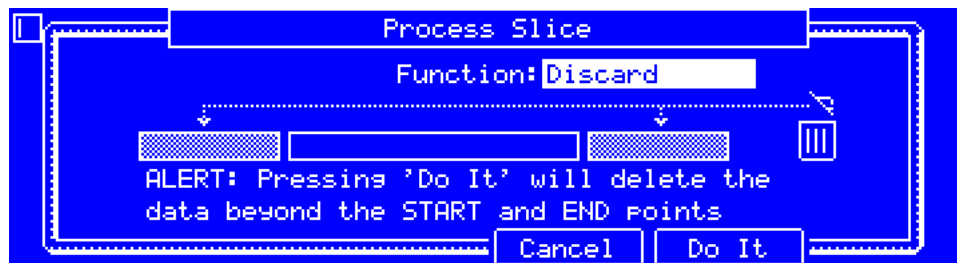 Process Slice
Function:Discard
ALERT: Pressing 'Do It' will delete the
data beyond the START and END points
Cancel
Do It